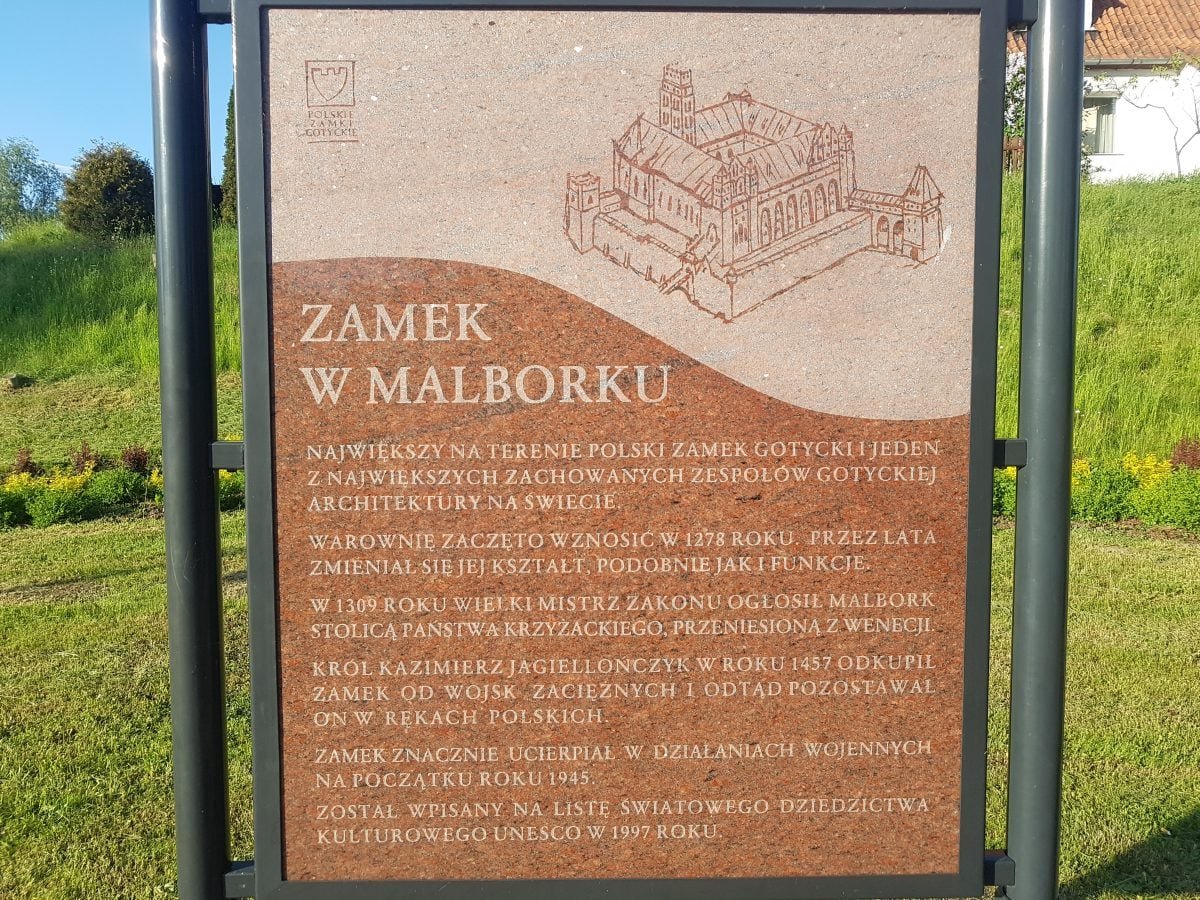 POLSKIE
ZAMKI
GOTYCKIE
ZAMEK
W MALBORKU
NAJWIĘKSZY NA TERENIE POLSKI ZAMEK GOTYCKI I JEDEN
Z NAJWIĘKSZYCH ZACHOWANYCH ZESPOŁÓW GOTYCKIEJ
ARCHITEKTURY NA ŚWIECIE.
WAROWNIĘ ZACZĘTO WZNOSIĆ W 1278 ROKU. PRZEZ LATA
ZMIENIAŁ SIĘ JEJ KSZTAŁT, PODOBNIE JAK I FUNKCJE.
W 1309 ROKU WIELKI MISTRZ ZAKONU OGŁOSIŁ MALBORK
STOLICĄ PAŃSTWA KRZYŻACKIEGO, PRZENIESIONĄ Z WENECJI.
KRÓL KAZIMIERZ JAGIELLOŃCZYK W ROKU 1457 ODKUPIŁ
ZAMEK OD WOJSK ZACIĘŻNYCH I ODTĄD POZOSTAWAŁ
ON W RĘKACH POLSKICH.
ZAMEK ZNACZNIE UCIERPIAŁ W DZIAŁANIACH WOJENNYCH
NA POCZĄTKU ROKU 1945.
ZOSTAŁ WPISANY NA LISTĘ ŚWIATOWEGO DZIEDZICTWA
KULTUROWEGO UNESCO W 1997 ROKU.